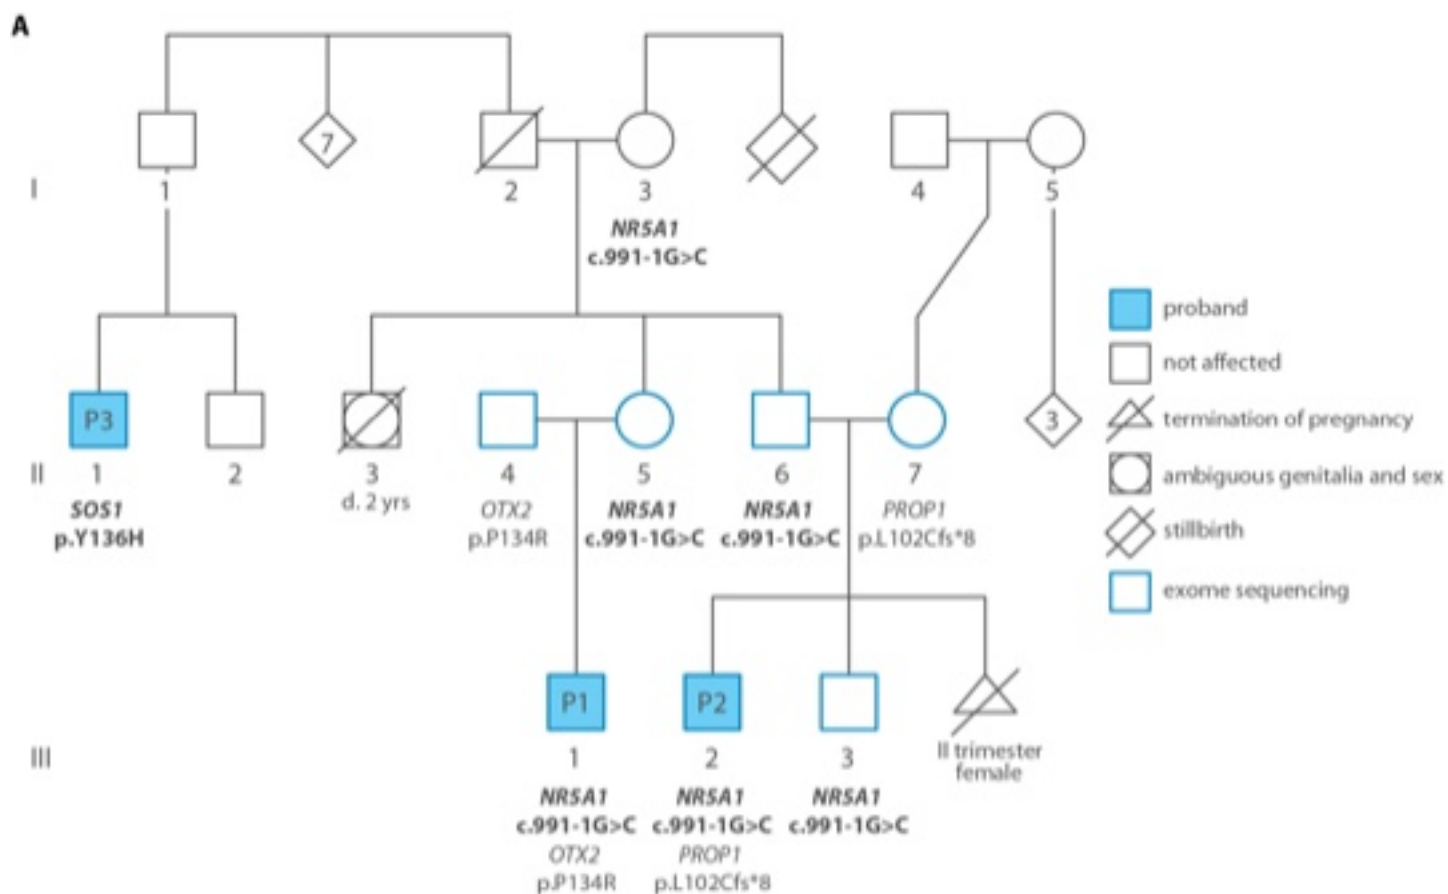 A
7
I
1
2
3
4
5
NR5A1
c.991-1G>C
proband
not affected
termination of pregnancy
ambiguous genitalia and sex
stillbirth
exome sequencing
P3
3
II
1
2
3
4
5
6
7
d. 2 yrs
SOS1
p.Y136H
OTX2
p.P134R
NR5A1
c.991-1G>C
NR5A1
c.991-1G>C
PROP1
p.L102Cfs*8
P1
P2
II trimester
female
III
1
2
3
NR5A1
c.991-1G>C
OTX2
p.P134R
NR5A1
c.991-1G>C
PROP1
p.L102Cfs*8
NR5A1
c.991-1G>C